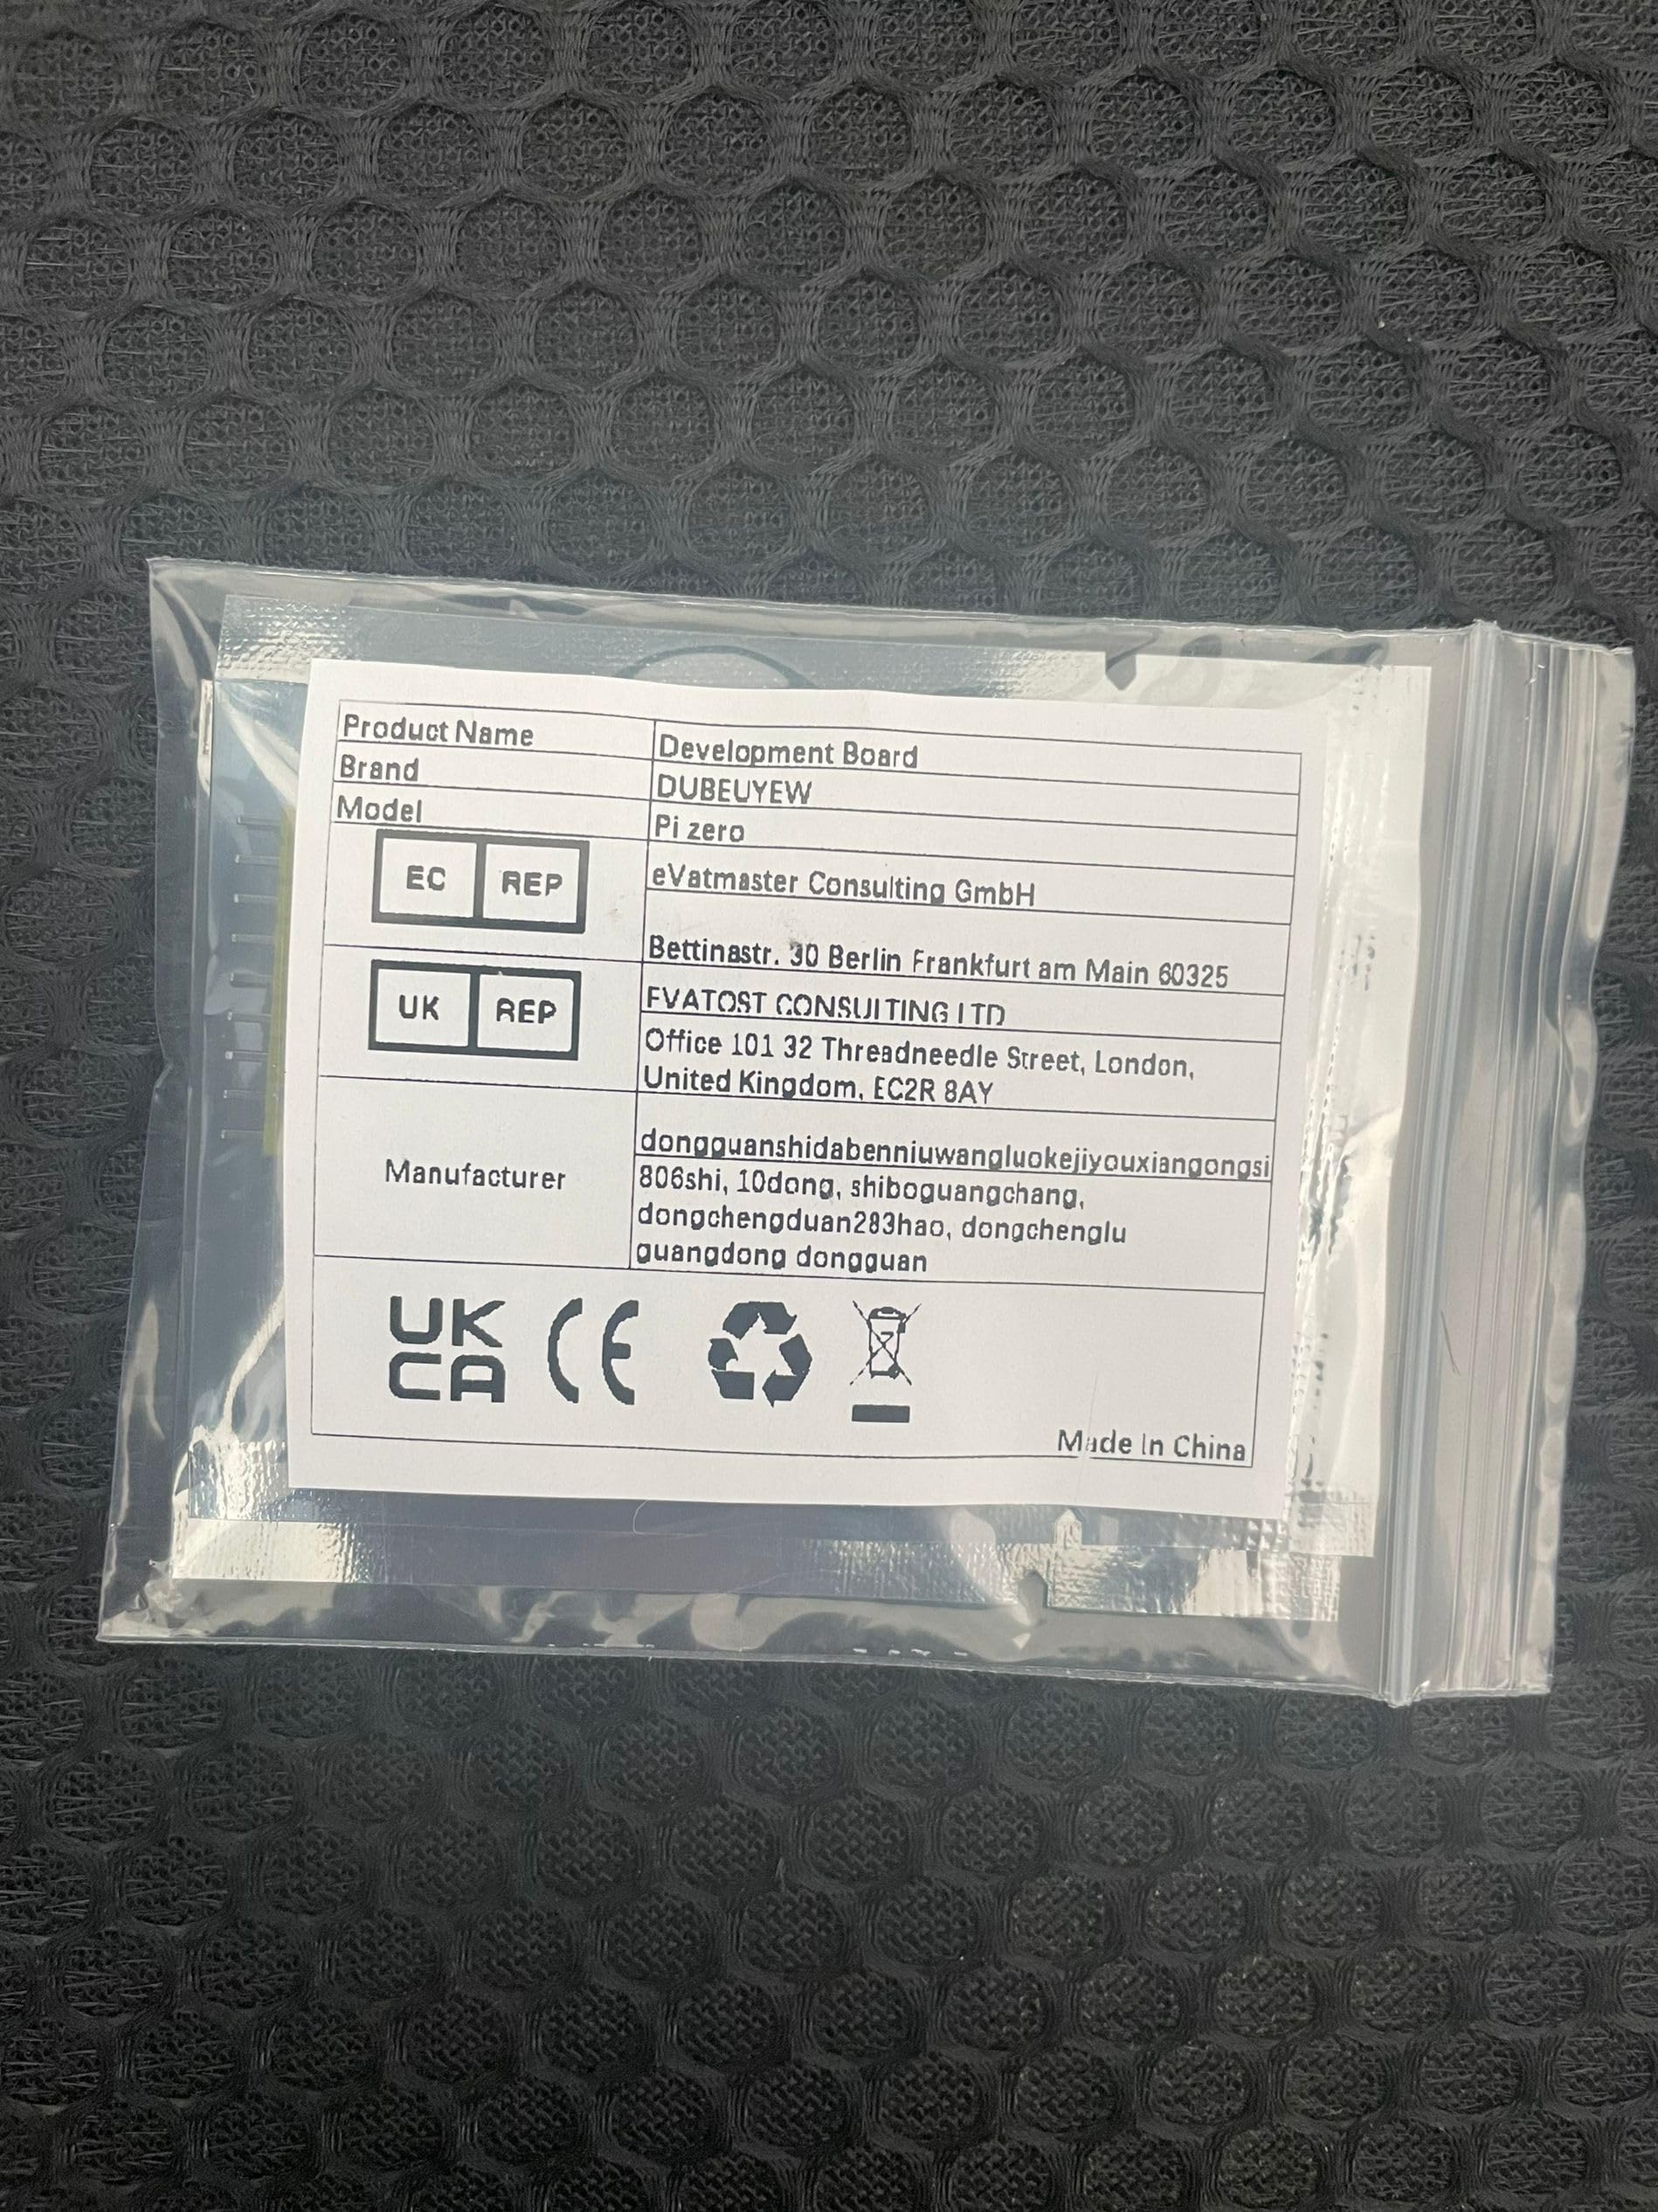 Product Name Development Board
Brand DUBEUYEW
Model Pi zero
EC REP eVatmaster Consulting GmbH
Bettinastr. 30 Berlin Frankfurt am Main 60325
UK REP EVATOST CONSULTING LTD
Office 101 32 Threadneedle Street, London,
United Kingdom, EC2R 8AY
Manufacturer dongguanshidabenniuwangluokejiyouxiangongsi
806shi, 10dong, shiboguangchang,
dongchengduan283hao, dongchenglu
guangdong dongguan
UK
CA CE
Made In China